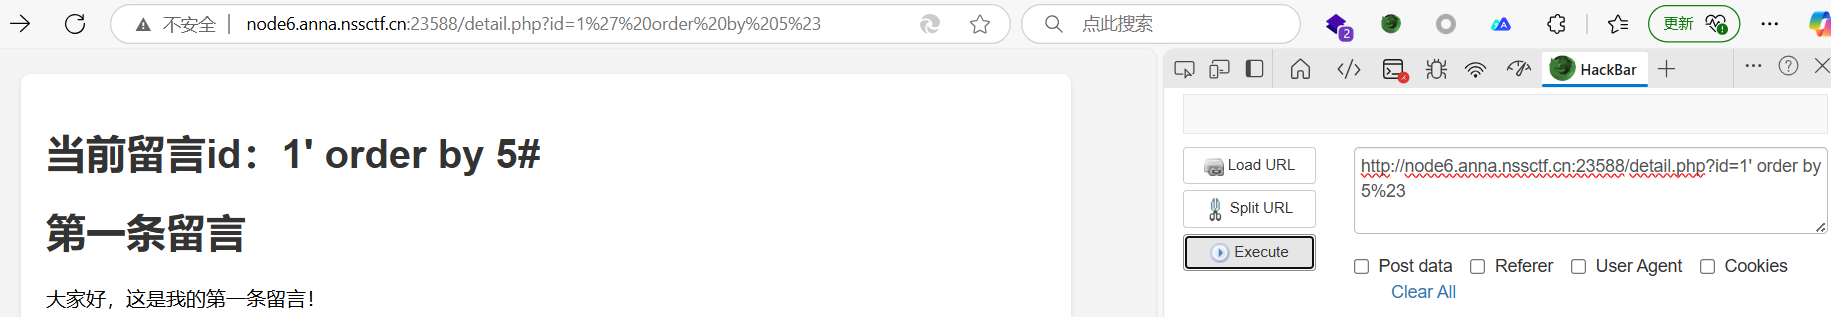 不安全 node6.anna.nssctf.cn:23588/detail.php?id=1%27%20order%20by%205%23
点此搜索
2
更新
当前留言id：1' order by 5#
第一条留言
大家好，这是我的第一条留言！
HackBar
Load URL
Split URL
Execute
http://node6.anna.nssctf.cn:23588/detail.php?id=1' order by
5%23
Post data Referer User Agent Cookies
Clear All